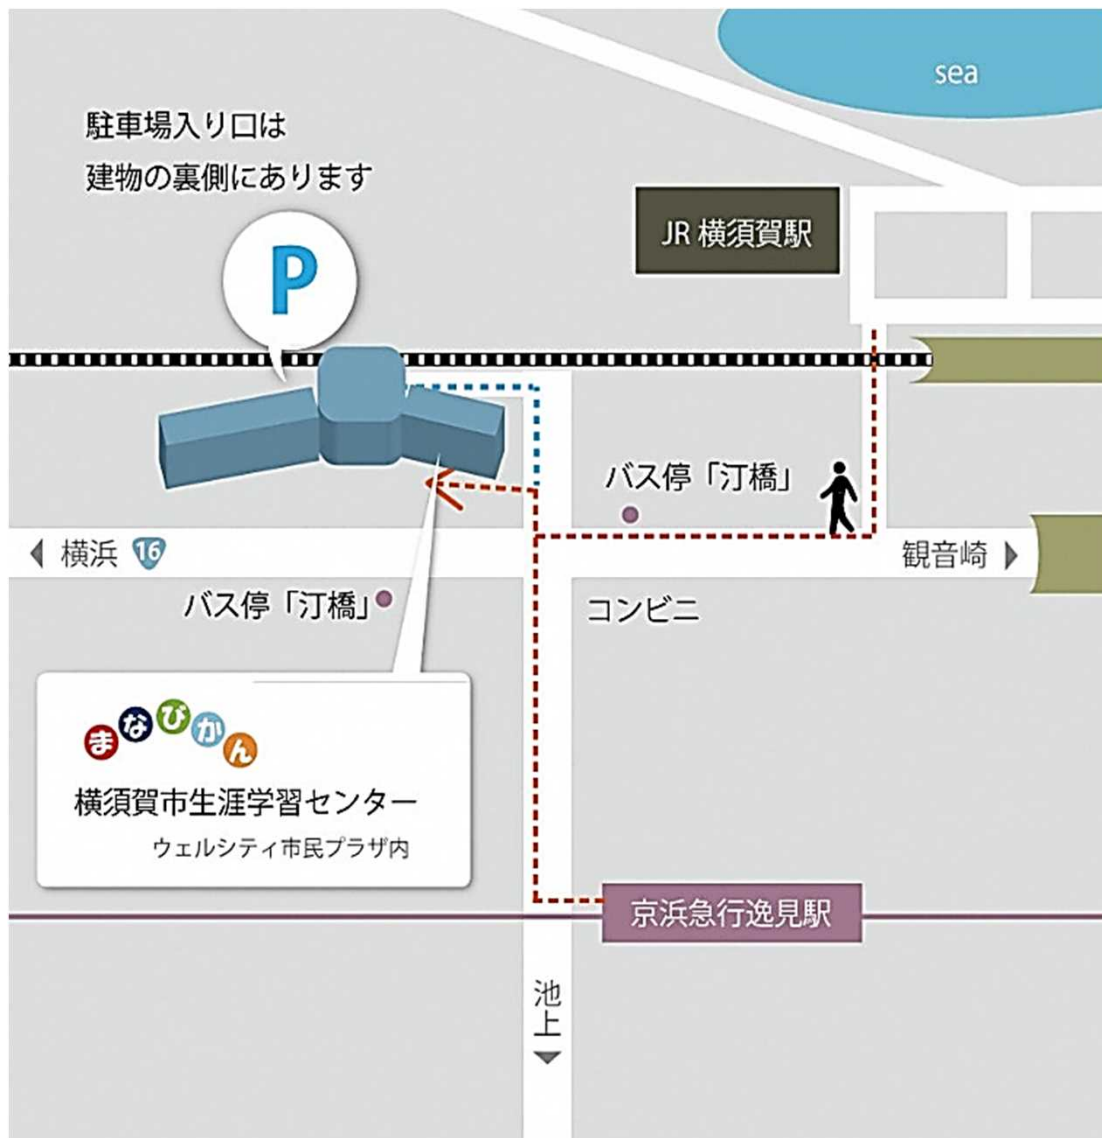 sea
駐車場入り口は
建物の裏側にあります
P
JR 横須賀駅
バス停「汀橋」
横浜 16
観音崎
バス停「汀橋」
コンビニ
まなびかん
横須賀市生涯学習センター
ウェルシティ市民プラザ内
京浜急行逸見駅
池上